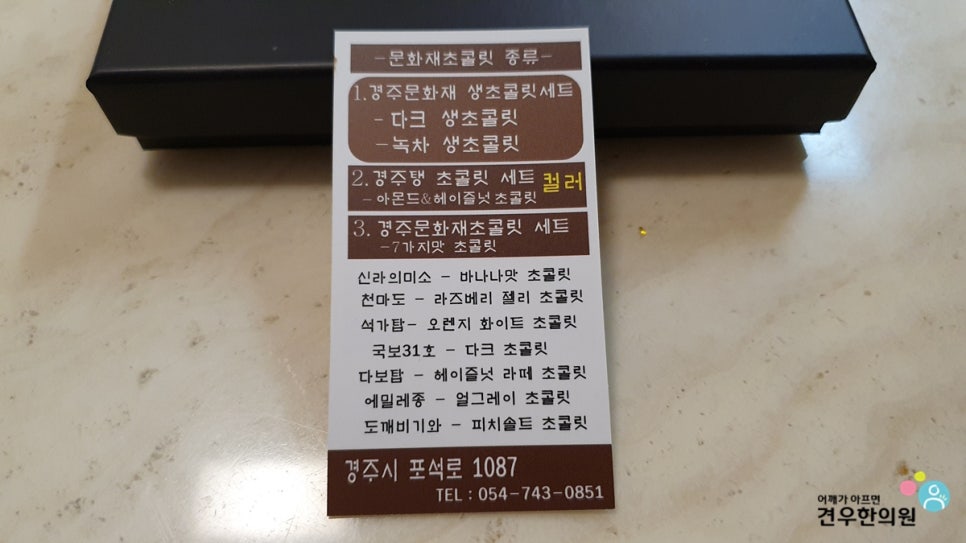 -문화재초콜릿 종류-
1.경주문화재 생초콜릿세트
- 다크 생초콜릿
-녹차 생초콜릿
2.경주탱 초콜릿 세트 컬러
- 아몬드&헤이즐넛초콜릿
3. 경주문화재초콜릿 세트
-7가지맛 초콜릿
신라의미소 - 바나나맛 초콜릿
천마도 - 라즈베리 젤리 초콜릿
석가탑- 오렌지 화이트 초콜릿
국보31호 - 다크 초콜릿
다보탑 - 헤이즐넛 라떼 초콜릿
에밀레종 - 얼그레이 초콜릿
도깨비기와 - 피치솔트 초콜릿
경주시 포석로 1087
TEL : 054-743-0851
어깨가 아프면
견우한의원